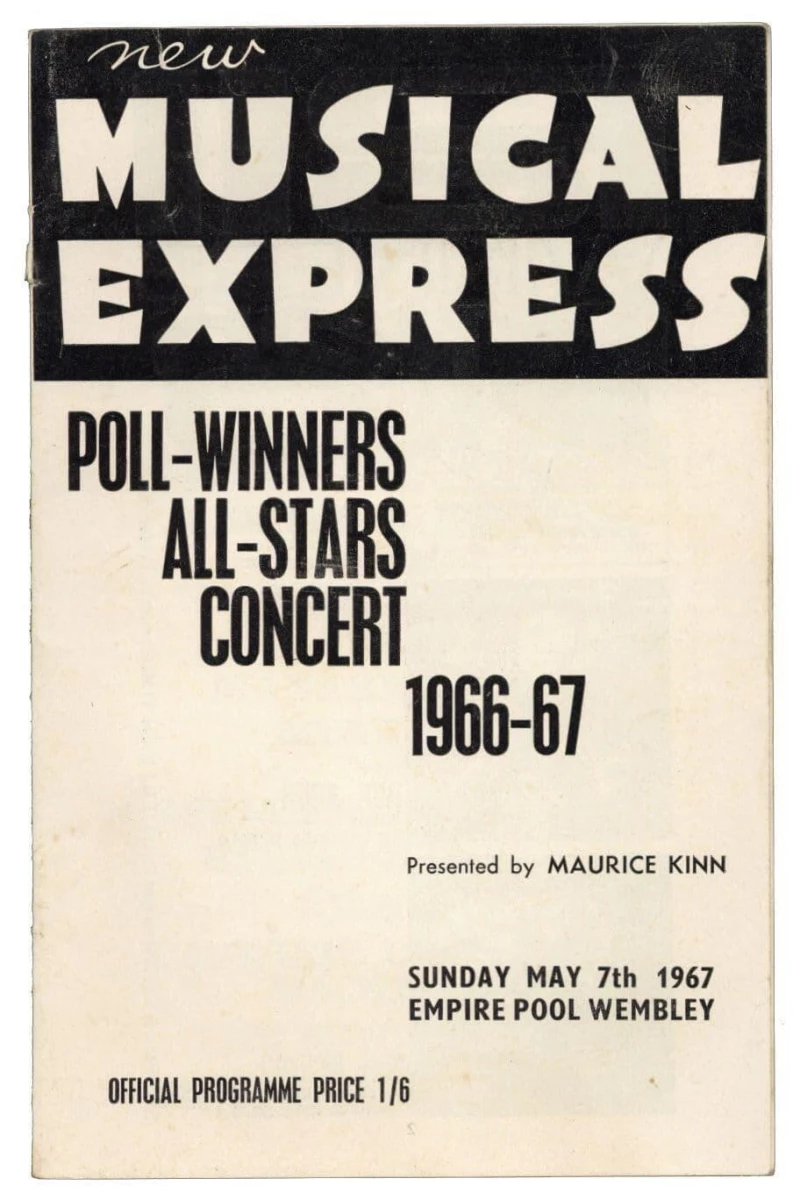 new
MUSICAL
EXPRESS
POLL-WINNERS
ALL-STARS
CONCERT
1966-67
Presented by MAURICE KINN
SUNDAY MAY 7th 1967
EMPIRE POOL WEMBLEY
OFFICIAL PROGRAMME PRICE 1/6